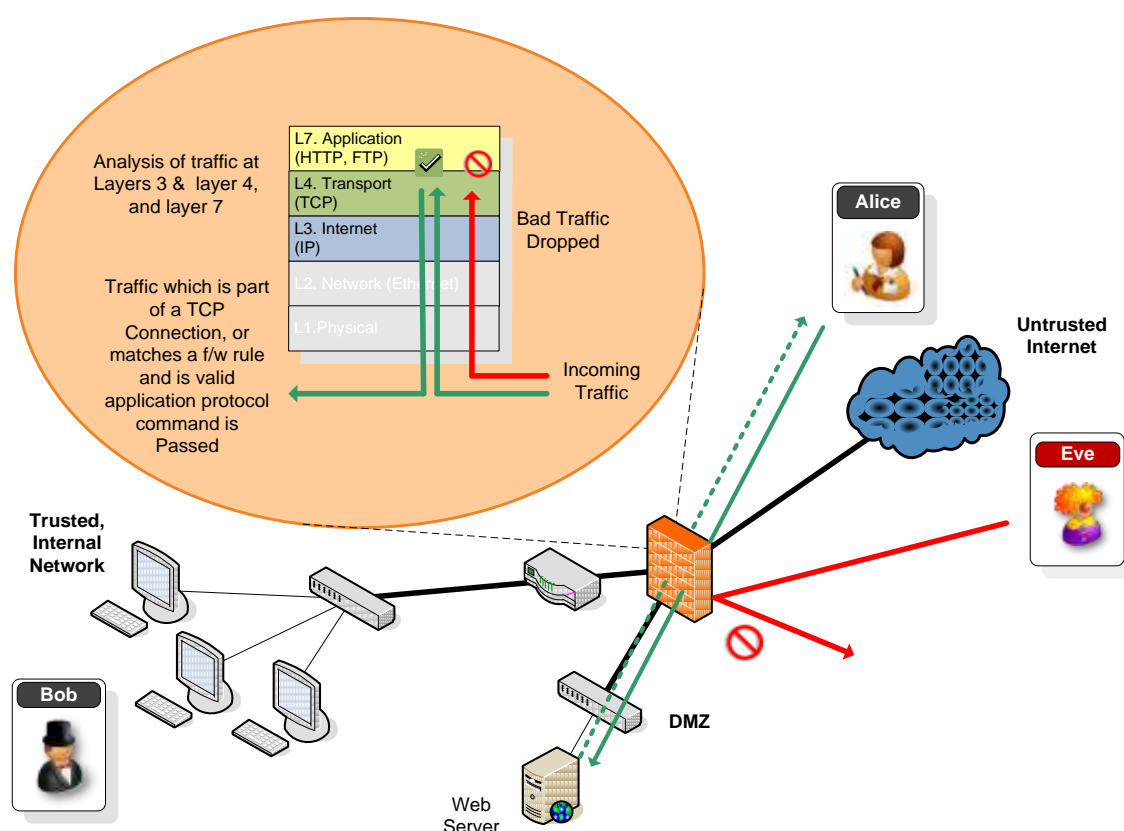 L7. Application
(HTTP, FTP)
L4. Transport
(TCP)
L3. Internet
(IP)
L2. Network (Ethernet)
L1.Physical
Analysis of traffic at
Layers 3 & layer 4,
and layer 7
Bad Traffic
Dropped
Traffic which is part
of a TCP
Connection, or
matches a f/w rule
and is valid
application protocol
command is
Passed
Incoming
Traffic
Alice
Untrusted
Internet
Eve
Trusted,
Internal
Network
Bob
DMZ
Web
Server